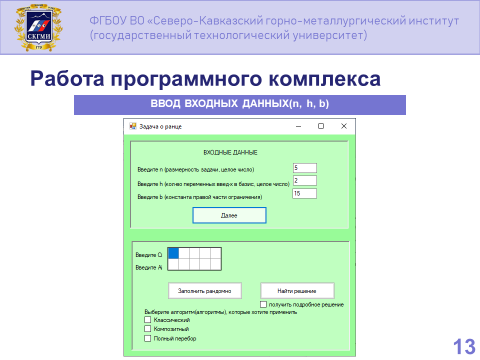 ФГБОУ ВО «Северо-Кавказский горно-металлургический институт
(государственный технологический университет)
СКГМИ
Работа программного комплекса
ВВОД ВХОДНЫХ ДАННЫХ(n, h, b)
Задача о ранце
ВХОДНЫЕ ДАННЫЕ
Введите n (размерность задачи, целое число) 5
Введите h (кол-во переменных введ-х в базис, целое число) 2
Введите b (константа правой части ограничения) 15
Далее
Введите Ci
Введите Ai
Заполнить рандомно Найти решение
получить подробное решение
Выберите алгоритм(алгоритмы), которые хотите применить
Классический
Композитный
Полный перебор
13